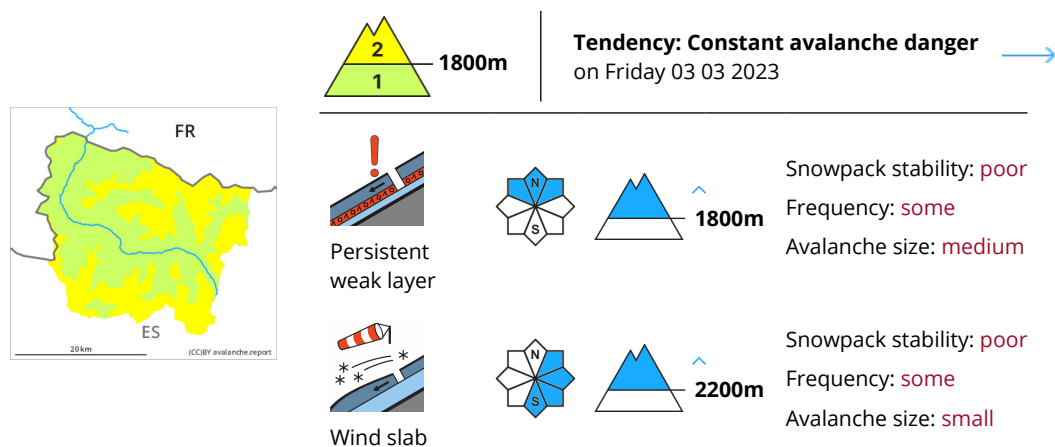 2
1
1800m
Tendency: Constant avalanche danger
on Friday 03 03 2023
FR
ES
20 km
(CC)BY avalanche.report
Persistent
weak layer
N
S
1800m
Snowpack stability: poor
Frequency: some
Avalanche size: medium
Wind slab
N
S
2200m
Snowpack stability: poor
Frequency: some
Avalanche size: small